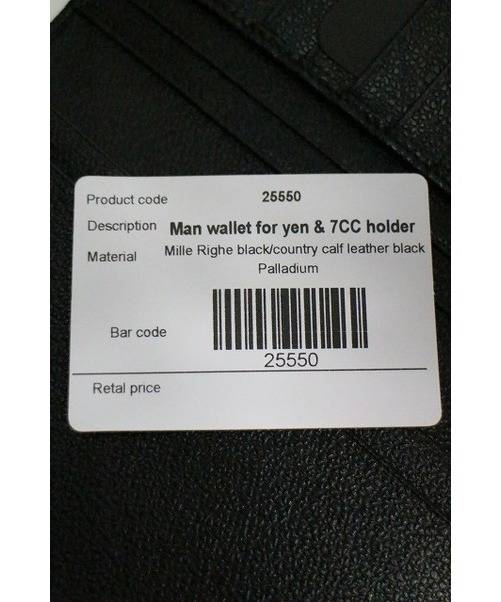 Product code 25550
Description Man wallet for yen & 7CC holder
Material Mille Righe black/country calf leather black
Palladium
Bar code
25550
Retal price